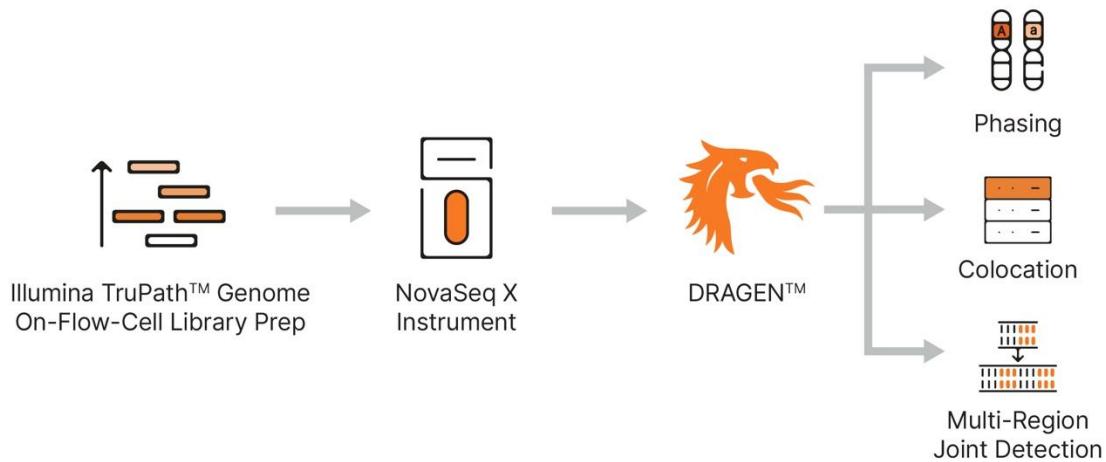 A a
Phasing
Illumina TruPath™ Genome
On-Flow-Cell Library Prep
NovaSeq X
Instrument
DRAGEN™
Colocation
Multi-Region
Joint Detection